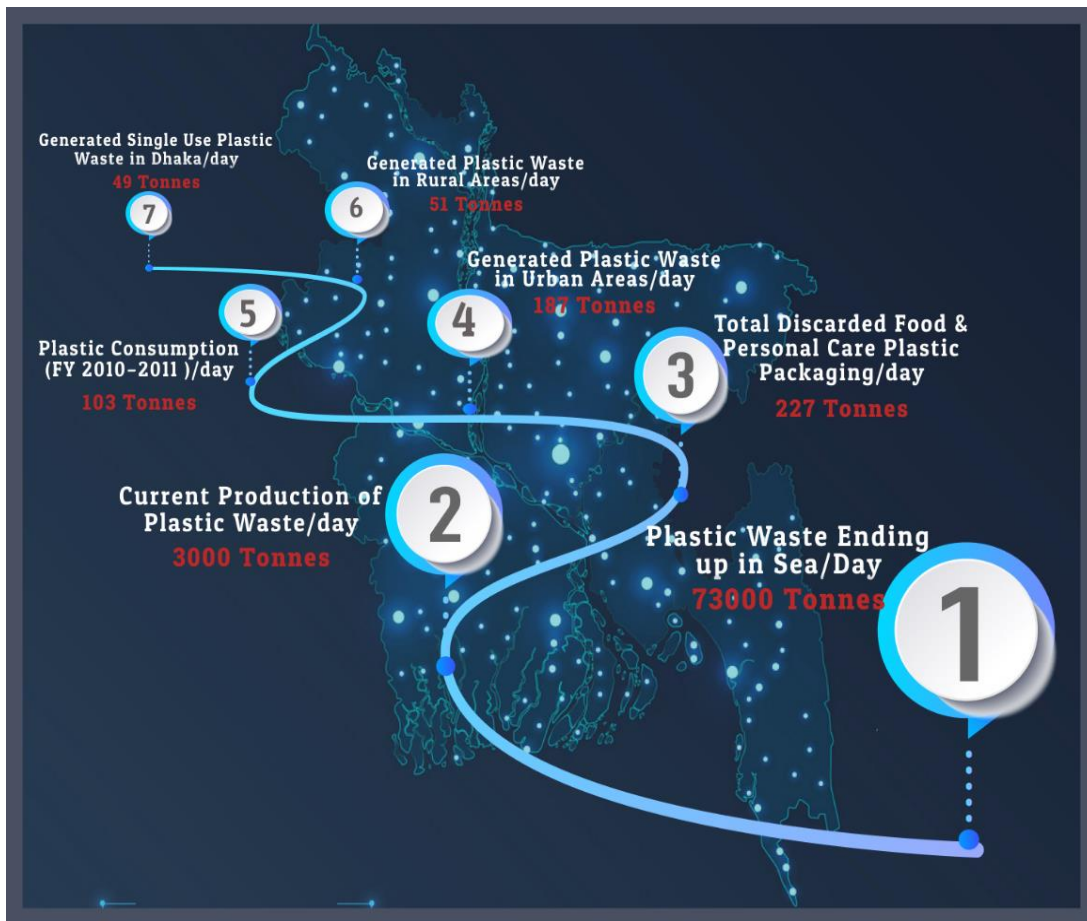 Generated Single Use Plastic
Waste in Dhaka/day
49 Tonnes
7
Generated Plastic Waste
in Rural Areas/day
51 Tonnes
6
Generated Plastic Waste
in Urban Areas/day
187 Tonnes
4
5
Plastic Consumption
(FY 2010-2011 )/day
103 Tonnes
Total Discarded Food &
Personal Care Plastic
Packaging/day
227 Tonnes
3
Current Production of
Plastic Waste/day
3000 Tonnes
2
Plastic Waste Ending
up in Sea/Day
73000 Tonnes
1